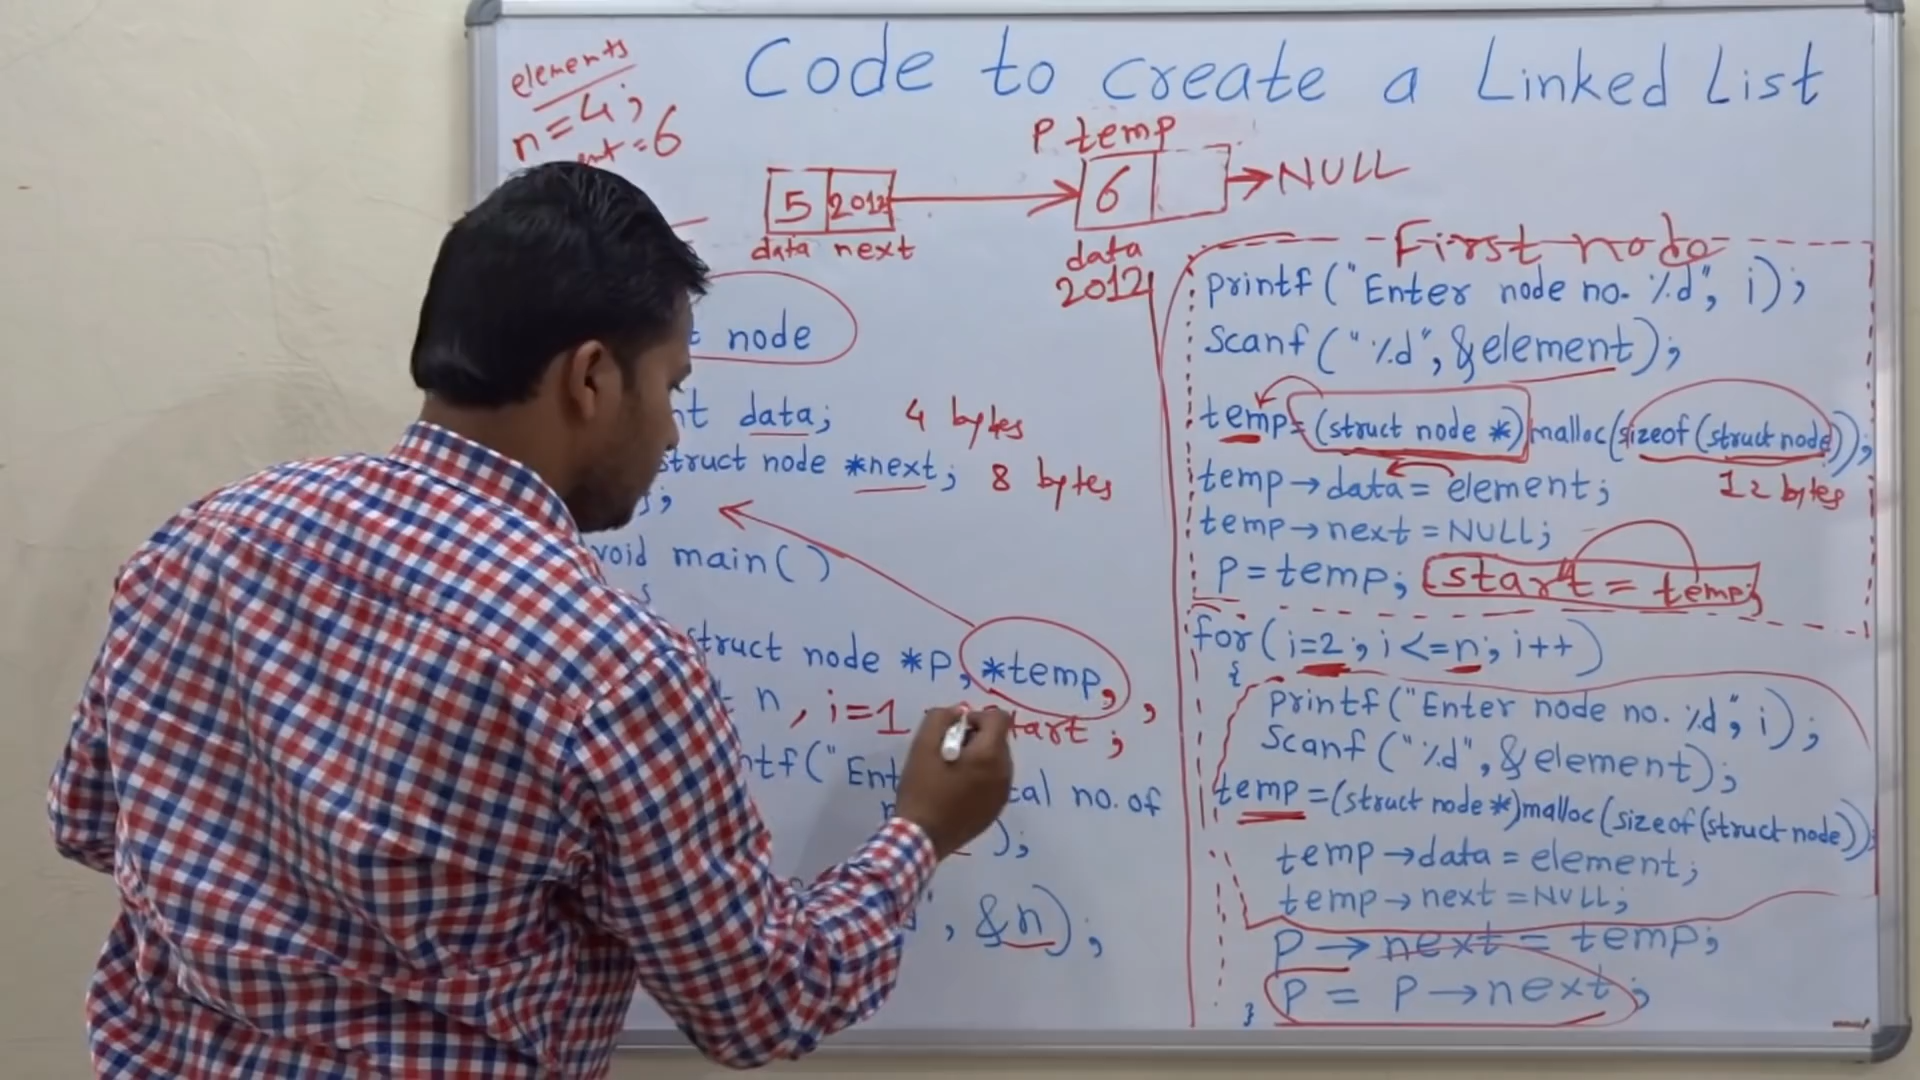 Code to create a Linked List
elements
n=4;
=6
P temp
5 2012
6
NULL
data next
data
2012
node
data; 4 bytes
struct node *next; 8 bytes
};
void main()
{
struct node *P, *temp, ,
n, i=1 start;
no. of
);
, &n);
First node
printf("Enter node no. %d", i);
scanf("%d", &element);
temp=(struct node *)malloc(sizeof(struct node));
12 bytes
temp→data = element;
temp→next = NULL;
P = temp; start = temp;
for(i=2; i<=n; i++)
{
printf("Enter node no. %d", i);
scanf("%d", &element);
temp=(struct node*)malloc(sizeof(struct node));
temp→data = element;
temp→next = NULL;
P→next = temp;
P = P→next;
}